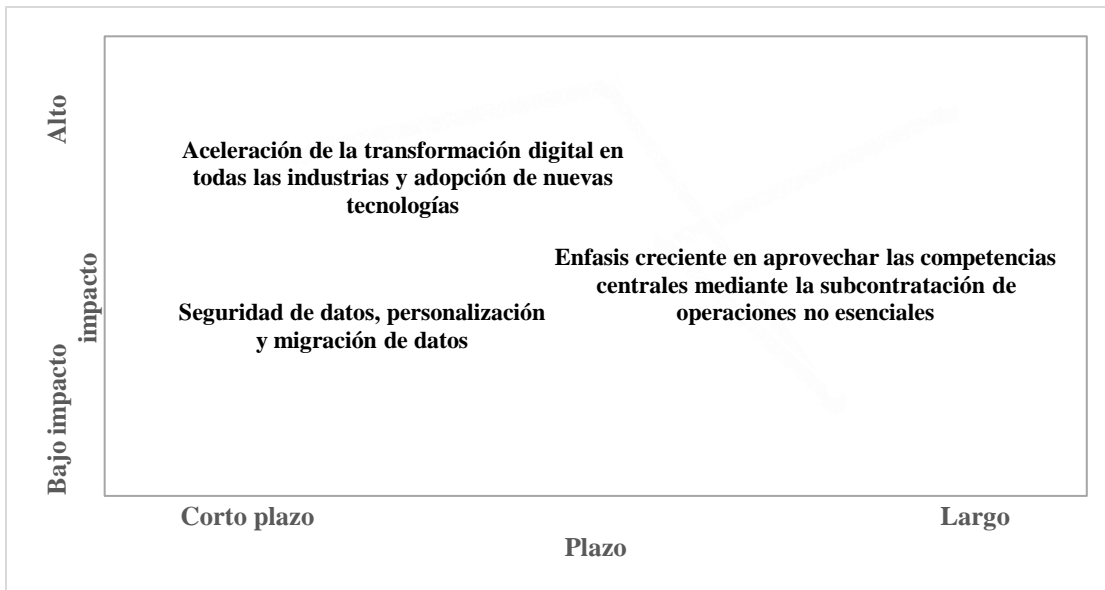 Alto
impacto
Bajo impacto
Aceleración de la transformación digital en
todas las industrias y adopción de nuevas
tecnologías
Enfasis creciente en aprovechar las competencias
centrales mediante la subcontratación de
operaciones no esenciales
Seguridad de datos, personalización
y migración de datos
Corto plazo
Largo
Plazo